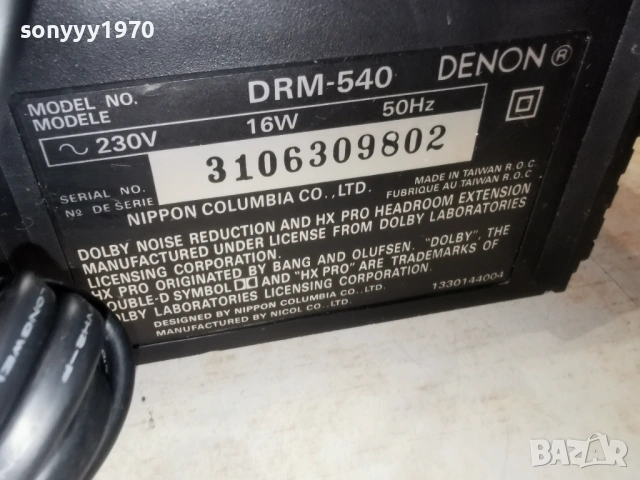 sonyyy1970
MODEL NO. DRM-540 DENON®
MODELE
~ 230V 16W 50Hz
SERIAL NO. 3106309802
Nº DE SERIE
MADE IN TAIWAN R.O.C.
FABRIQUE AU TAIWAN R.O.C.
NIPPON COLUMBIA CO., LTD.
DOLBY NOISE REDUCTION AND HX PRO HEADROOM EXTENSION
MANUFACTURED UNDER LICENSE FROM DOLBY LABORATORIES
LICENSING CORPORATION.
HX PRO ORIGINATED BY BANG AND OLUFSEN. "DOLBY", THE
DOUBLE-D SYMBOL AND "HX PRO" ARE TRADEMARKS OF
DOLBY LABORATORIES LICENSING CORPORATION.
1330144004
DESIGNED BY NIPPON COLUMBIA CO., LTD.
MANUFACTURED BY NICOL CO., LTD.
BAZAR